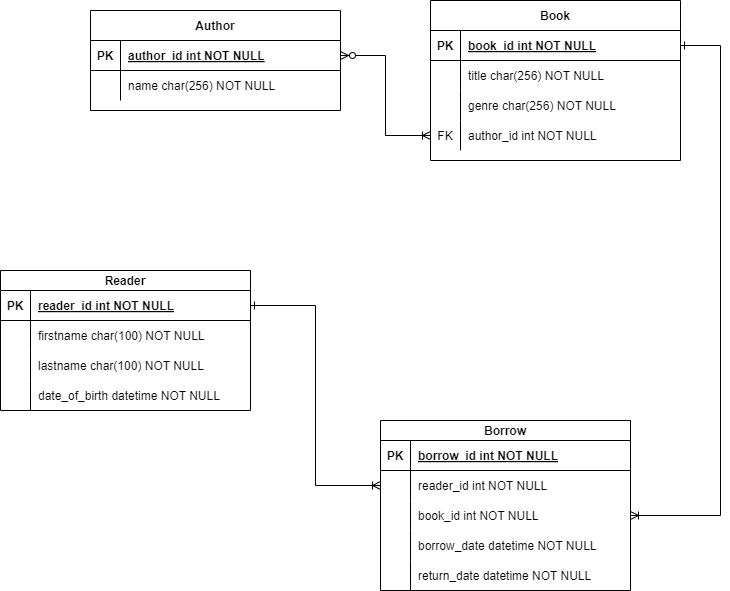 Author
PK author_id int NOT NULL
name char(256) NOT NULL
Book
PK book_id int NOT NULL
title char(256) NOT NULL
genre char(256) NOT NULL
FK author_id int NOT NULL
Reader
PK reader_id int NOT NULL
firstname char(100) NOT NULL
lastname char(100) NOT NULL
date_of_birth datetime NOT NULL
Borrow
PK borrow_id int NOT NULL
reader_id int NOT NULL
book_id int NOT NULL
borrow_date datetime NOT NULL
return_date datetime NOT NULL